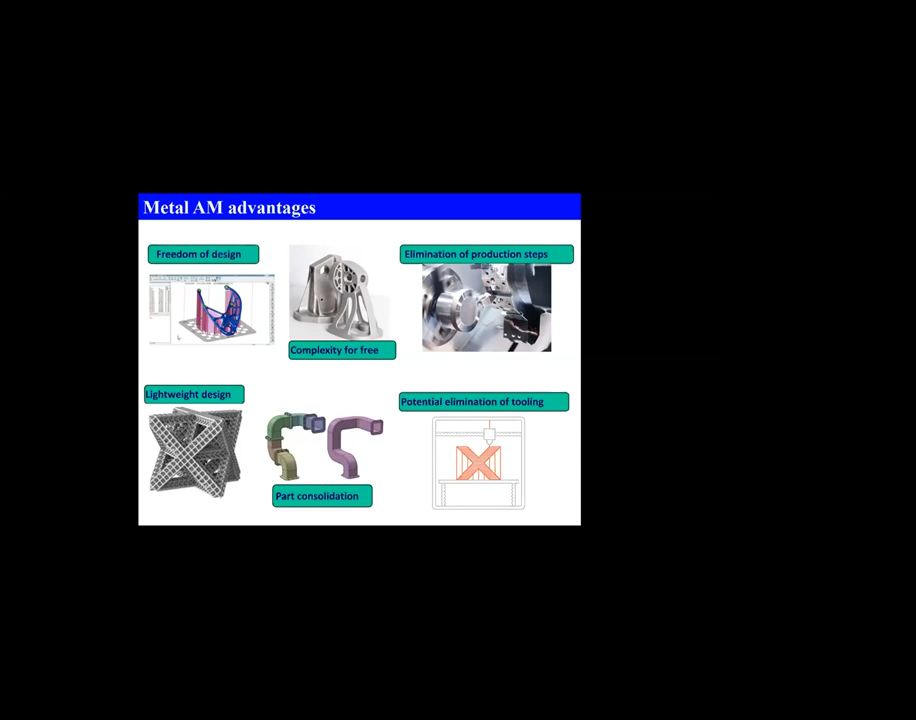 Metal AM advantages
Freedom of design
Elimination of production steps
Complexity for free
Lightweight design
Potential elimination of tooling
Part consolidation